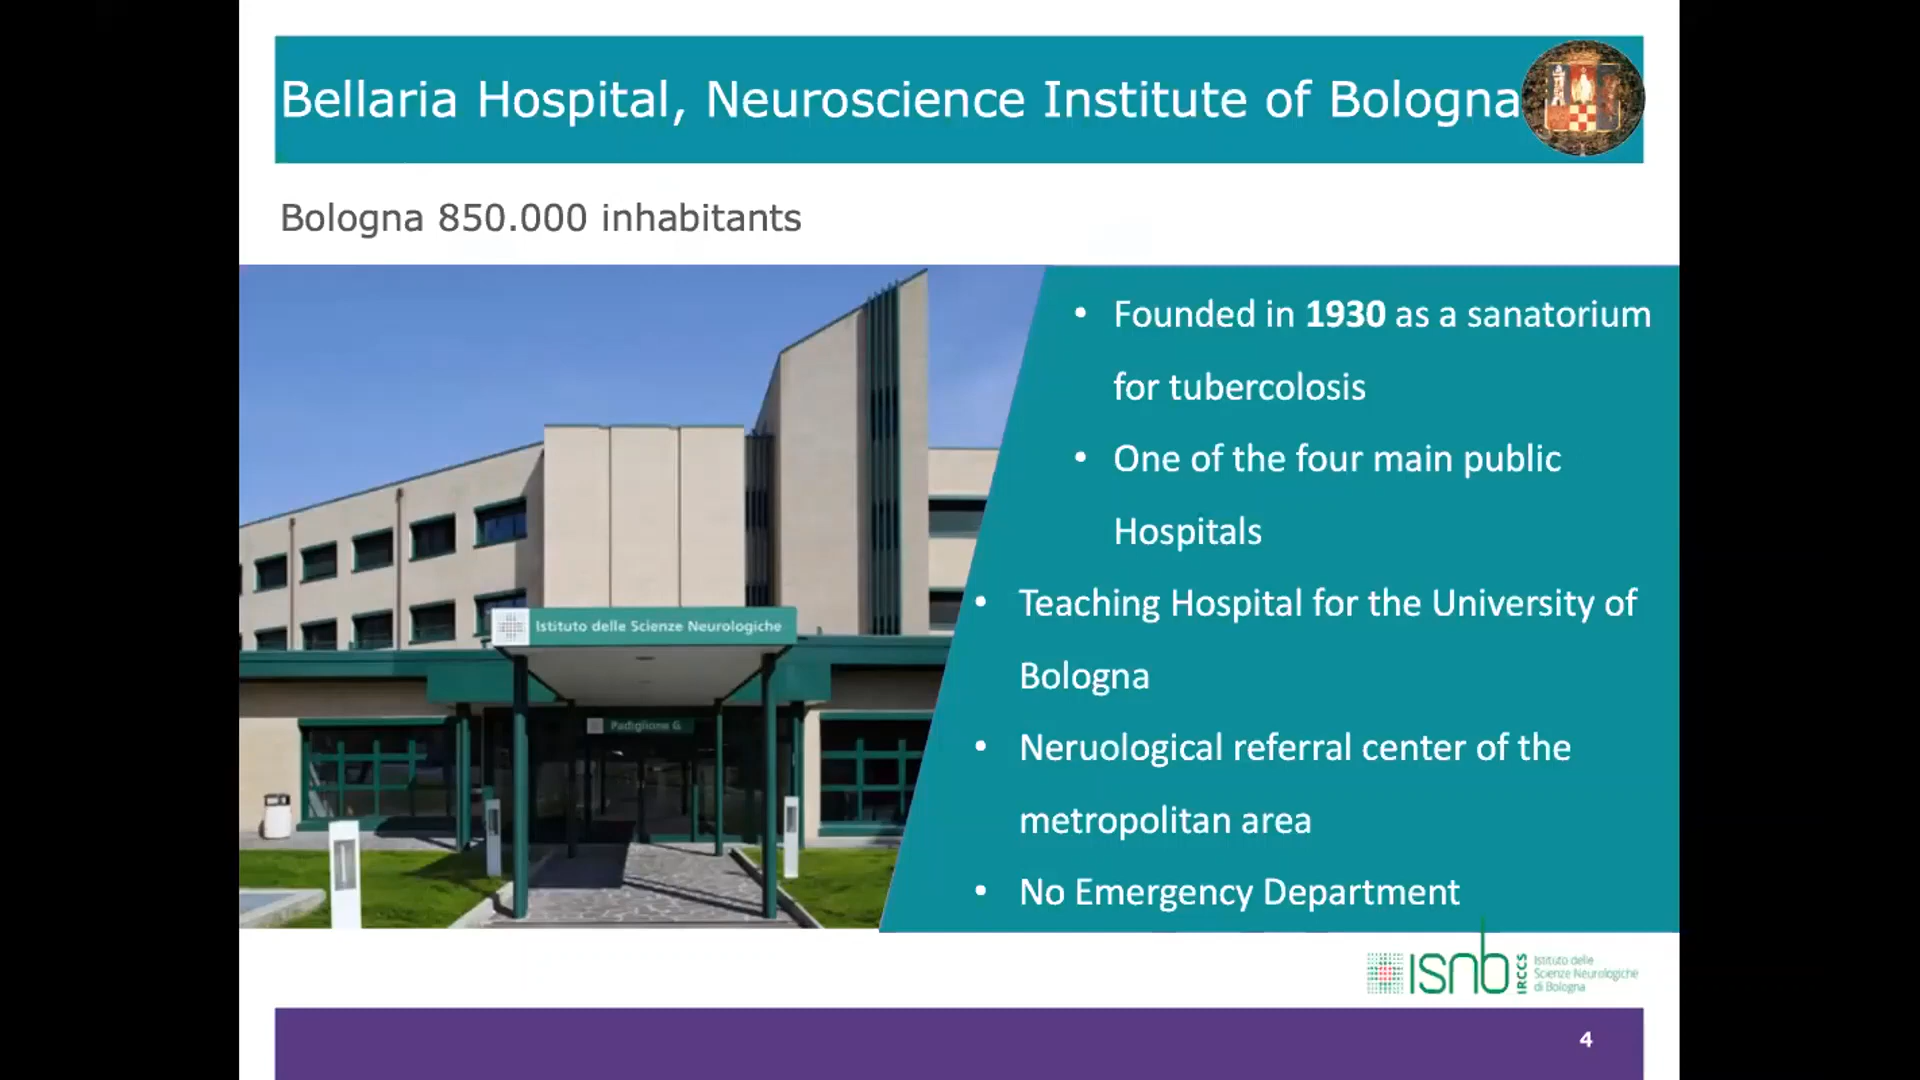 Bellaria Hospital, Neuroscience Institute of Bologna
Bologna 850.000 inhabitants
• Founded in 1930 as a sanatorium
for tubercolosis
• One of the four main public
Hospitals
• Teaching Hospital for the University of
Bologna
• Neruological referral center of the
metropolitan area
• No Emergency Department
Istituto delle Scienze Neurologiche
Padiglione G
isnb
IRCCS
Istituto delle
Scienze Neurologiche
di Bologna
4